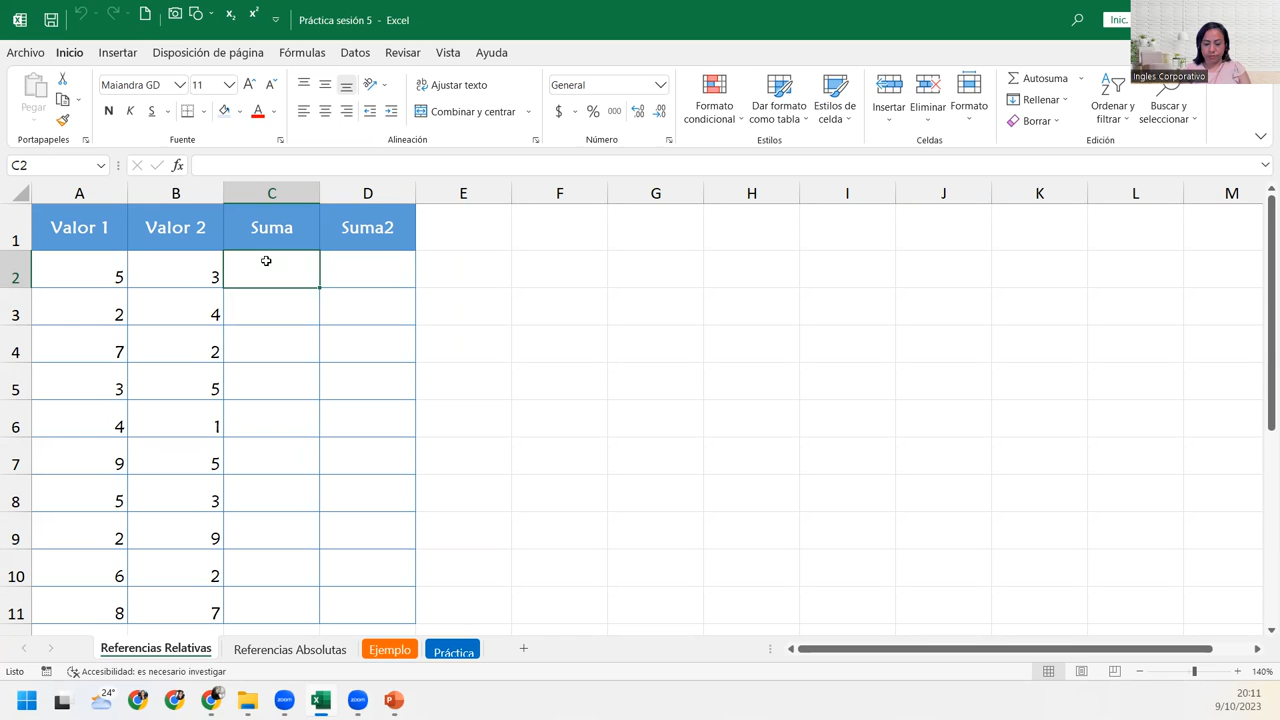 Práctica sesión 5 - Excel
Inic.
Archivo Inicio Insertar Disposición de página Fórmulas Datos Revisar Vista Ayuda
Pegar
Portapapeles
Maiandra GD 11
N K S
Fuente
Ajustar texto
Combinar y centrar
Alineación
General
$ % 000
Número
Formato condicional
Dar formato como tabla
Estilos de celda
Estilos
Insertar
Eliminar
Formato
Celdas
Autosuma
Rellenar
Borrar
Ordenar y filtrar
Buscar y seleccionar
Edición
Ingles Corporativo
C2 fx
A B C D E F G H I J K L M
1 Valor 1 Valor 2 Suma Suma2
2 5 3
3 2 4
4 7 2
5 3 5
6 4 1
7 9 5
8 5 3
9 2 9
10 6 2
11 8 7
Referencias Relativas Referencias Absolutas Ejemplo Práctica
Listo Accesibilidad: es necesario investigar 140%
24°
zoom
zoom
20:11
9/10/2023